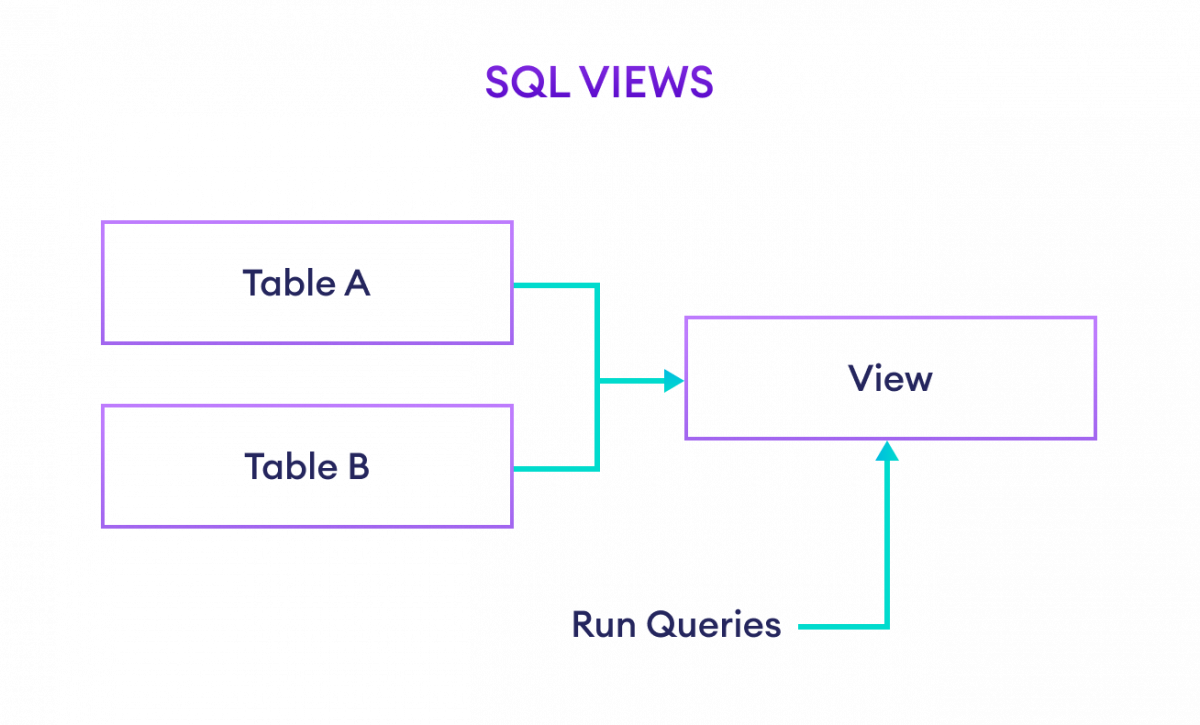 SQL VIEWS
Table A
View
Table B
Run Queries